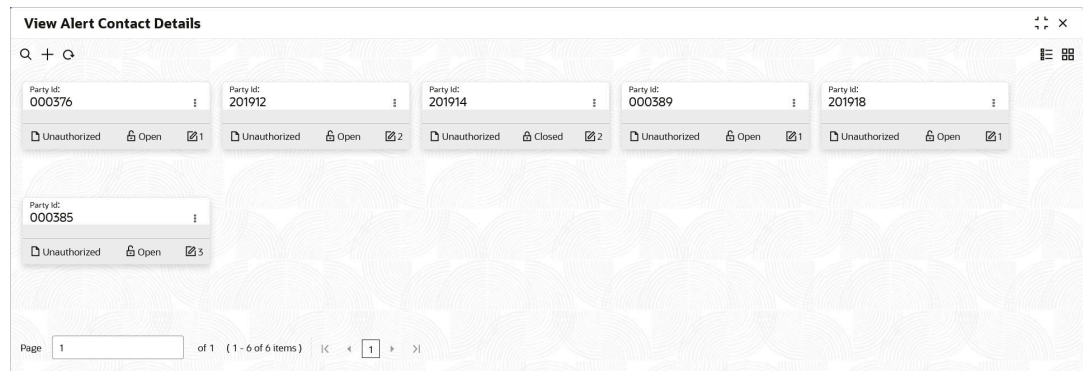 View Alert Contact Details
Party Id: Party Id: Party Id: Party Id: Party Id:
000376 201912 201914 000389 201918
Unauthorized Open 1 Unauthorized Open 2 Unauthorized Closed 2 Unauthorized Open 1 Unauthorized Open 1
Party Id:
000385
Unauthorized Open 3
Page 1 of 1 ( 1 - 6 of 6 items ) 1